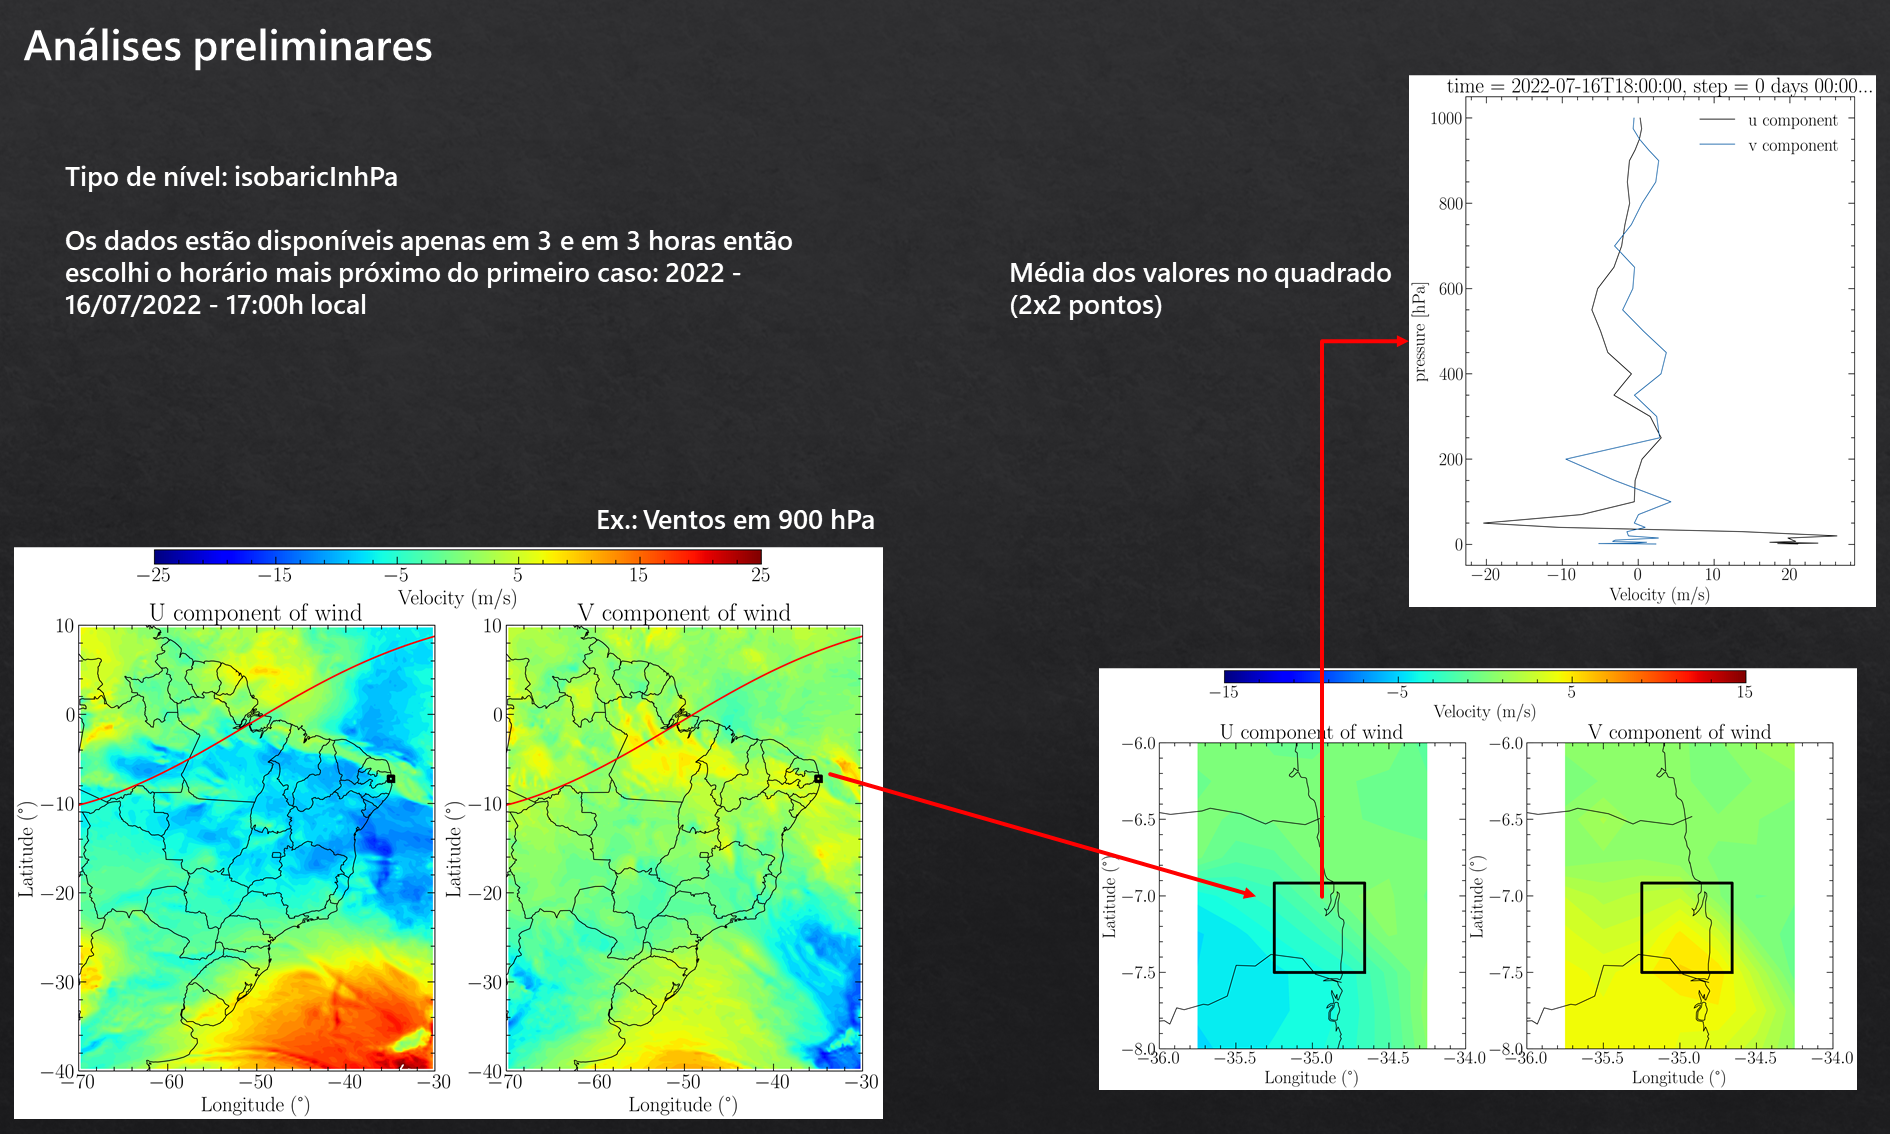 Análises preliminares
Tipo de nível: isobaricInhPa
Os dados estão disponíveis apenas em 3 e em 3 horas então
escolhi o horário mais próximo do primeiro caso: 2022 -
16/07/2022 - 17:00h local
Média dos valores no quadrado
(2x2 pontos)
time = 2022-07-16T18:00:00, step = 0 days 00:00...
u component
v component
1000
800
600
400
200
0
pressure [hPa]
−20 −10 0 10 20
Velocity (m/s)
Ex.: Ventos em 900 hPa
−25 −15 −5 5 15 25
Velocity (m/s)
U component of wind
V component of wind
10
0
−10
−20
−30
−40
Latitude (°)
−70 −60 −50 −40 −30
Longitude (°)
10
0
−10
−20
−30
−40
Latitude (°)
−70 −60 −50 −40 −30
Longitude (°)
−15 −5 5 15
Velocity (m/s)
U component of wind
V component of wind
−6.0
−6.5
−7.0
−7.5
−8.0
Latitude (°)
−36.0 −35.5 −35.0 −34.5 −34.0
Longitude (°)
−6.0
−6.5
−7.0
−7.5
−8.0
Latitude (°)
−36.0 −35.5 −35.0 −34.5 −34.0
Longitude (°)